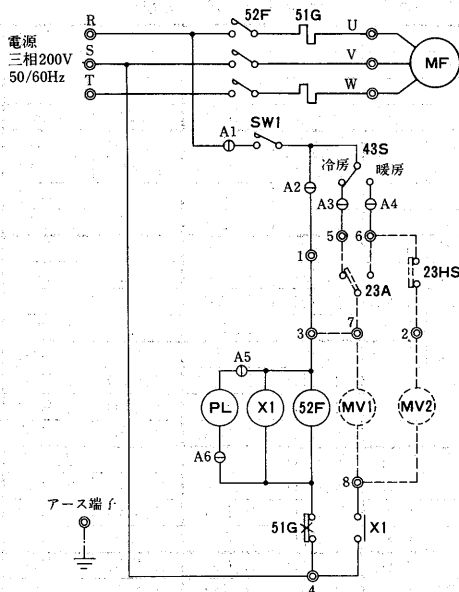 電源
三相200V
50/60Hz
R
S
T
52F
51G
U
V
W
MF
A1
SW1
43S
冷房
暖房
A2
A3
A4
5
6
1
23A
23HS
3
7
2
A5
PL
X1
52F
MV1
MV2
A6
8
アース端子
51G
X1
4